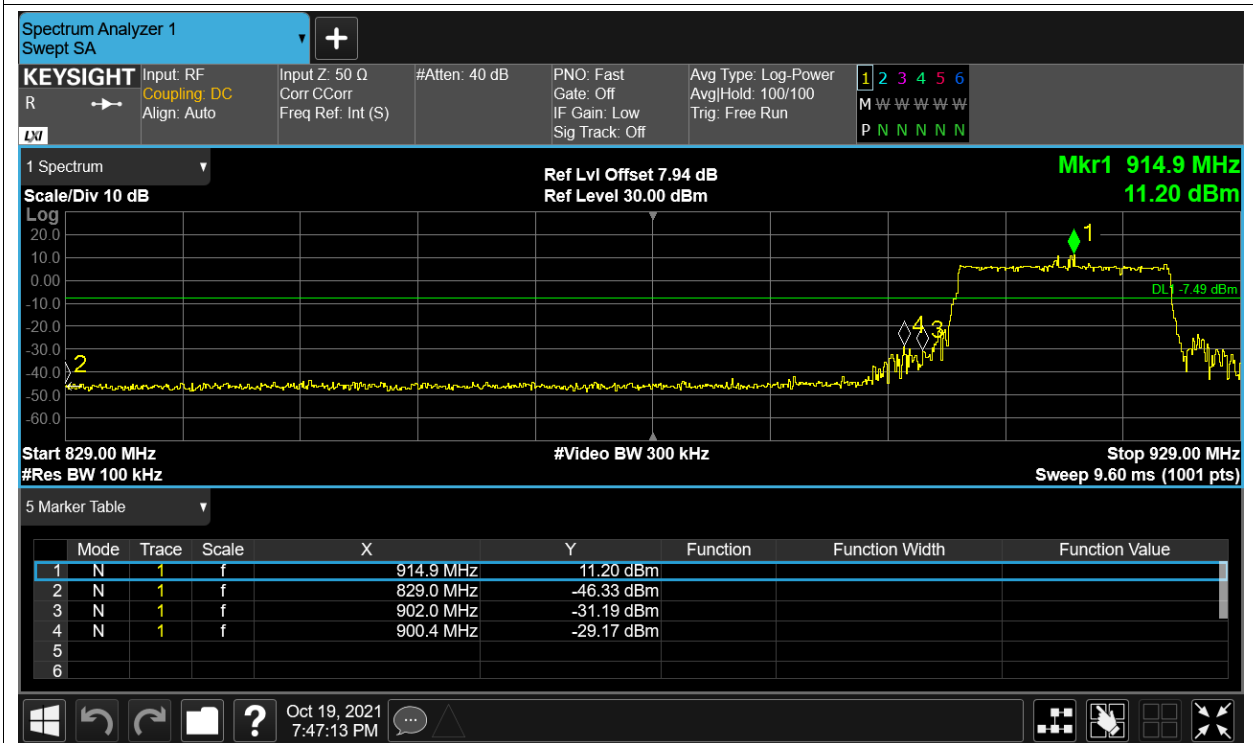 Spectrum Analyzer 1
Swept SA
KEYSIGHT
R
LXI
Input: RF
Coupling: DC
Align: Auto
Input Z: 50 Ω
Corr CCorr
Freq Ref: Int (S)
#Atten: 40 dB
PNO: Fast
Gate: Off
IF Gain: Low
Sig Track: Off
Avg Type: Log-Power
Avg|Hold: 100/100
Trig: Free Run
1 2 3 4 5 6
M W W W W W
P N N N N N
1 Spectrum
Scale/Div 10 dB
Ref Lvl Offset 7.94 dB
Ref Level 30.00 dBm
Mkr1 914.9 MHz
11.20 dBm
Log
20.0
10.0
0.00
-10.0
-20.0
-30.0
-40.0
-50.0
-60.0
1
DL1 -7.49 dBm
4 3
2
Start 829.00 MHz
#Video BW 300 kHz
Stop 929.00 MHz
#Res BW 100 kHz
Sweep 9.60 ms (1001 pts)
5 Marker Table
Mode Trace Scale X Y Function Function Width Function Value
1 N 1 f 914.9 MHz 11.20 dBm
2 N 1 f 829.0 MHz -46.33 dBm
3 N 1 f 902.0 MHz -31.19 dBm
4 N 1 f 900.4 MHz -29.17 dBm
5
6
?
Oct 19, 2021
7:47:13 PM